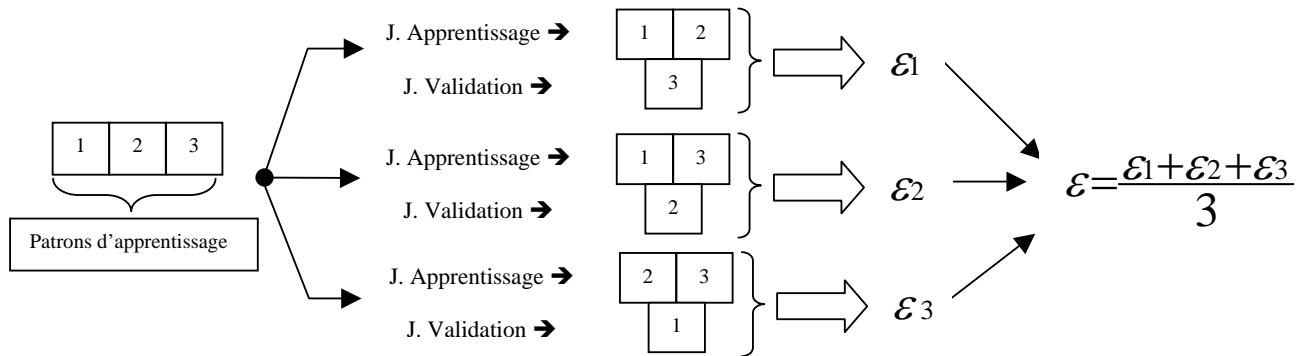 1 2 3
Patrons d'apprentissage
J. Apprentissage ➔ 1 2
J. Validation ➔ 3
ε1
J. Apprentissage ➔ 1 3
J. Validation ➔ 2
ε2
J. Apprentissage ➔ 2 3
J. Validation ➔ 1
ε3
ε=ε1+ε2+ε3
3